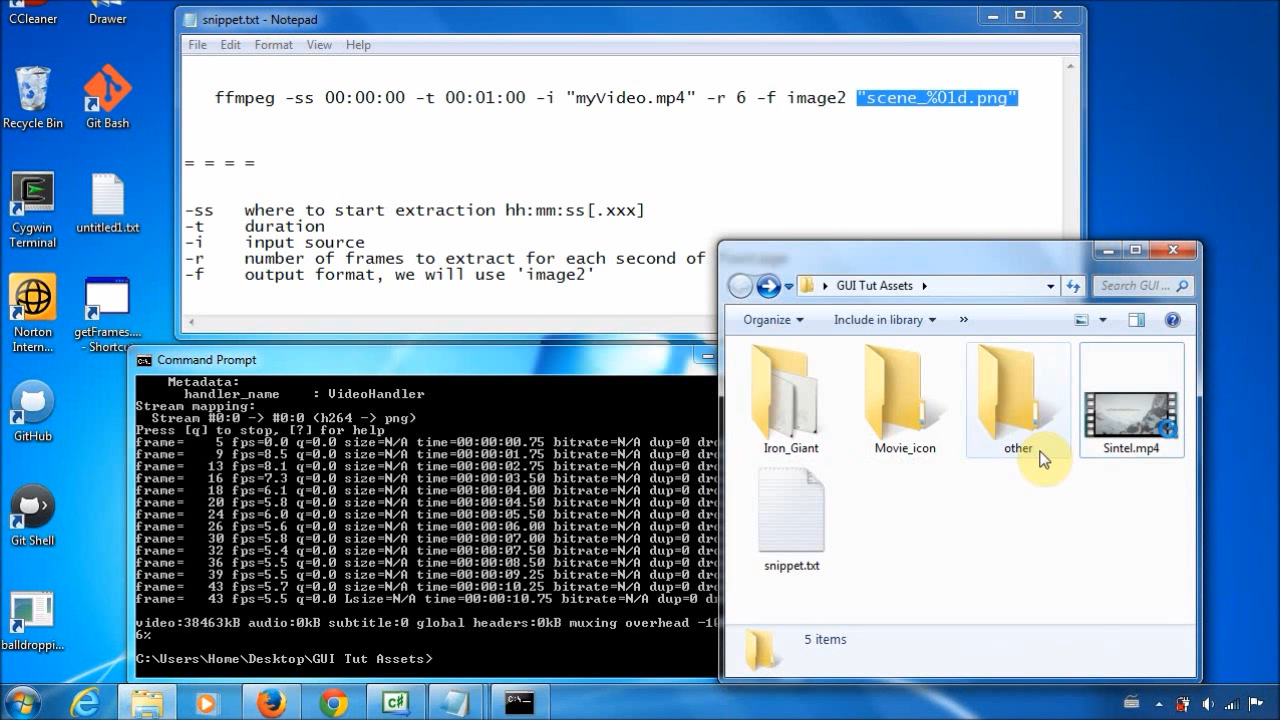 CCleaner
Drawer
Recycle Bin
Git Bash
Cygwin
Terminal
untitled1.txt
Norton
Intern...
getFrames....
- Shortcu
GitHub
Git Shell
balldroppi...
snippet.txt - Notepad
File Edit Format View Help
ffmpeg -ss 00:00:00 -t 00:01:00 -i "myVideo.mp4" -r 6 -f image2 "scene_%01d.png"
= = = =
-ss where to start extraction hh:mm:ss[.xxx]
-t duration
-i input source
-r number of frames to extract for each second of
-f output format, we will use 'image2'
Command Prompt
Metadata:
handler_name : VideoHandler
Stream mapping:
Stream #0:0 -> #0:0 (h264 -> png)
Press [q] to stop, [?] for help
frame= 5 fps=0.0 q=0.0 size=N/A time=00:00:00.75 bitrate=N/A dup=0 dro
frame= 9 fps=8.5 q=0.0 size=N/A time=00:00:01.75 bitrate=N/A dup=0 dro
frame= 13 fps=8.1 q=0.0 size=N/A time=00:00:02.75 bitrate=N/A dup=0 dro
frame= 16 fps=7.3 q=0.0 size=N/A time=00:00:03.50 bitrate=N/A dup=0 dro
frame= 18 fps=6.1 q=0.0 size=N/A time=00:00:04.00 bitrate=N/A dup=0 dro
frame= 20 fps=5.8 q=0.0 size=N/A time=00:00:04.50 bitrate=N/A dup=0 dro
frame= 24 fps=6.0 q=0.0 size=N/A time=00:00:05.50 bitrate=N/A dup=0 dro
frame= 26 fps=5.6 q=0.0 size=N/A time=00:00:06.00 bitrate=N/A dup=0 dro
frame= 30 fps=5.8 q=0.0 size=N/A time=00:00:07.00 bitrate=N/A dup=0 dro
frame= 32 fps=5.4 q=0.0 size=N/A time=00:00:07.50 bitrate=N/A dup=0 dro
frame= 36 fps=5.5 q=0.0 size=N/A time=00:00:08.50 bitrate=N/A dup=0 dro
frame= 39 fps=5.5 q=0.0 size=N/A time=00:00:09.25 bitrate=N/A dup=0 dro
frame= 43 fps=5.7 q=0.0 size=N/A time=00:00:10.25 bitrate=N/A dup=0 dro
frame= 43 fps=5.5 q=0.0 Lsize=N/A time=00:00:10.75 bitrate=N/A dup=0 d
video:38463kB audio:0kB subtitle:0 global headers:0kB muxing overhead -10
6%
C:\Users\Home\Desktop\GUI Tut Assets>
GUI Tut Assets
Search GUI ...
Organize Include in library »
Iron_Giant
Movie_icon
other
Sintel.mp4
snippet.txt
5 items
C#